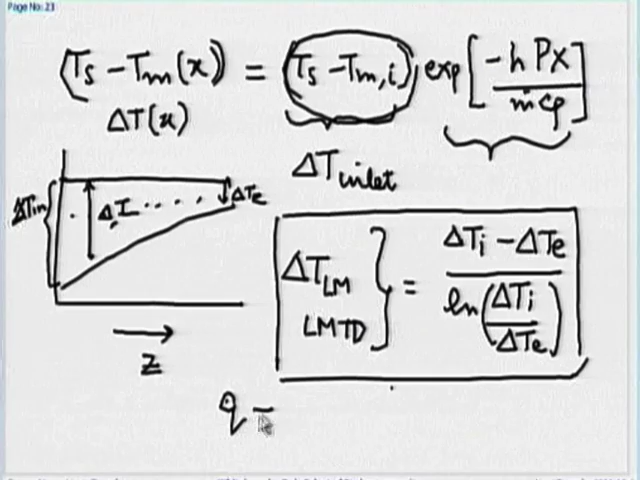 Page No: 23
(Ts – Tm(x)) = (Ts – Tm,i) exp[-hPx / ṁcp]
ΔT(x)
ΔTinlet
ΔTin ΔI .... ΔTe
ΔTLM
LMTD } = ΔTi – ΔTe / ln(ΔTi / ΔTe)
z
q –